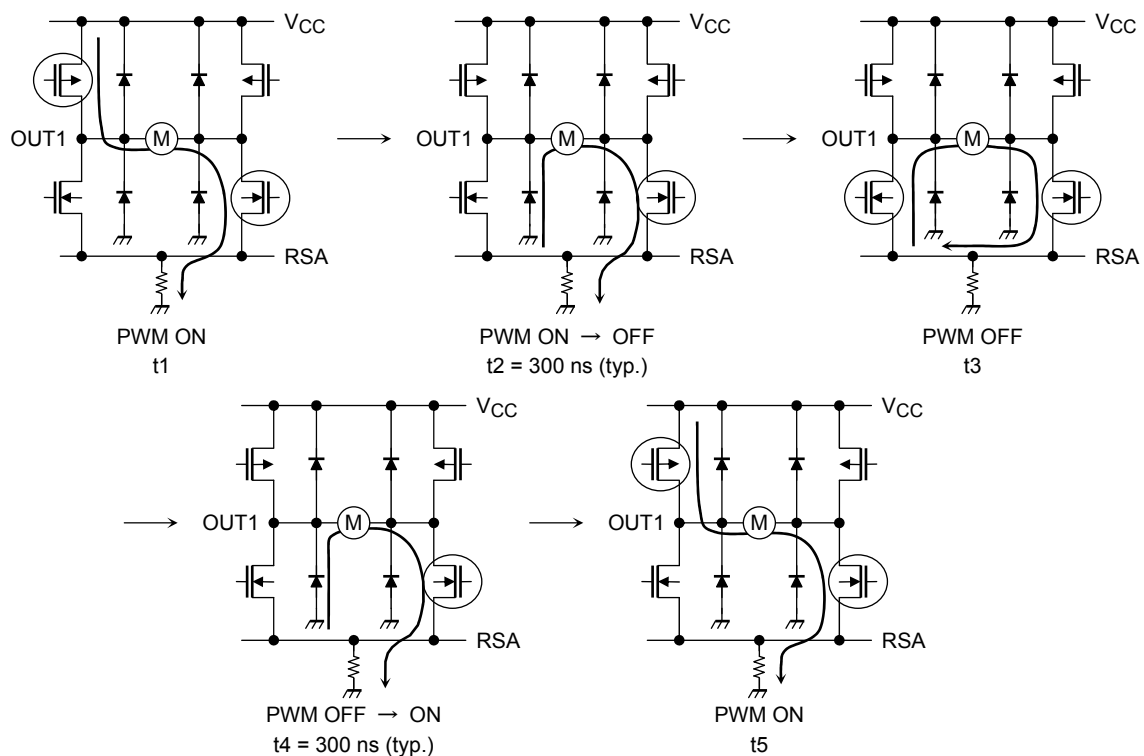 VCC
OUT1
M
RSA
PWM ON
t1
VCC
OUT1
M
RSA
PWM ON → OFF
t2 = 300 ns (typ.)
VCC
OUT1
M
RSA
PWM OFF
t3
VCC
OUT1
M
RSA
PWM OFF → ON
t4 = 300 ns (typ.)
VCC
OUT1
M
RSA
PWM ON
t5